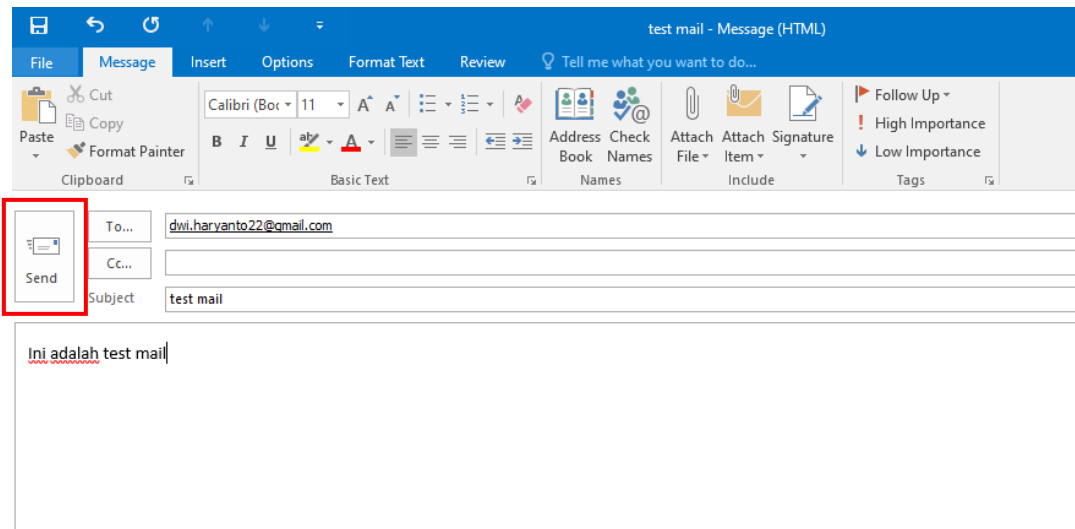 test mail - Message (HTML)
File Message Insert Options Format Text Review Tell me what you want to do...
Paste
Cut
Copy
Format Painter
Clipboard
Calibri (Boc 11
B I U
Basic Text
Address Book
Check Names
Names
Attach File
Attach Item
Signature
Include
Follow Up
High Importance
Low Importance
Tags
Send
To... dwi.haryanto22@gmail.com
Cc...
Subject test mail
Ini adalah test mail